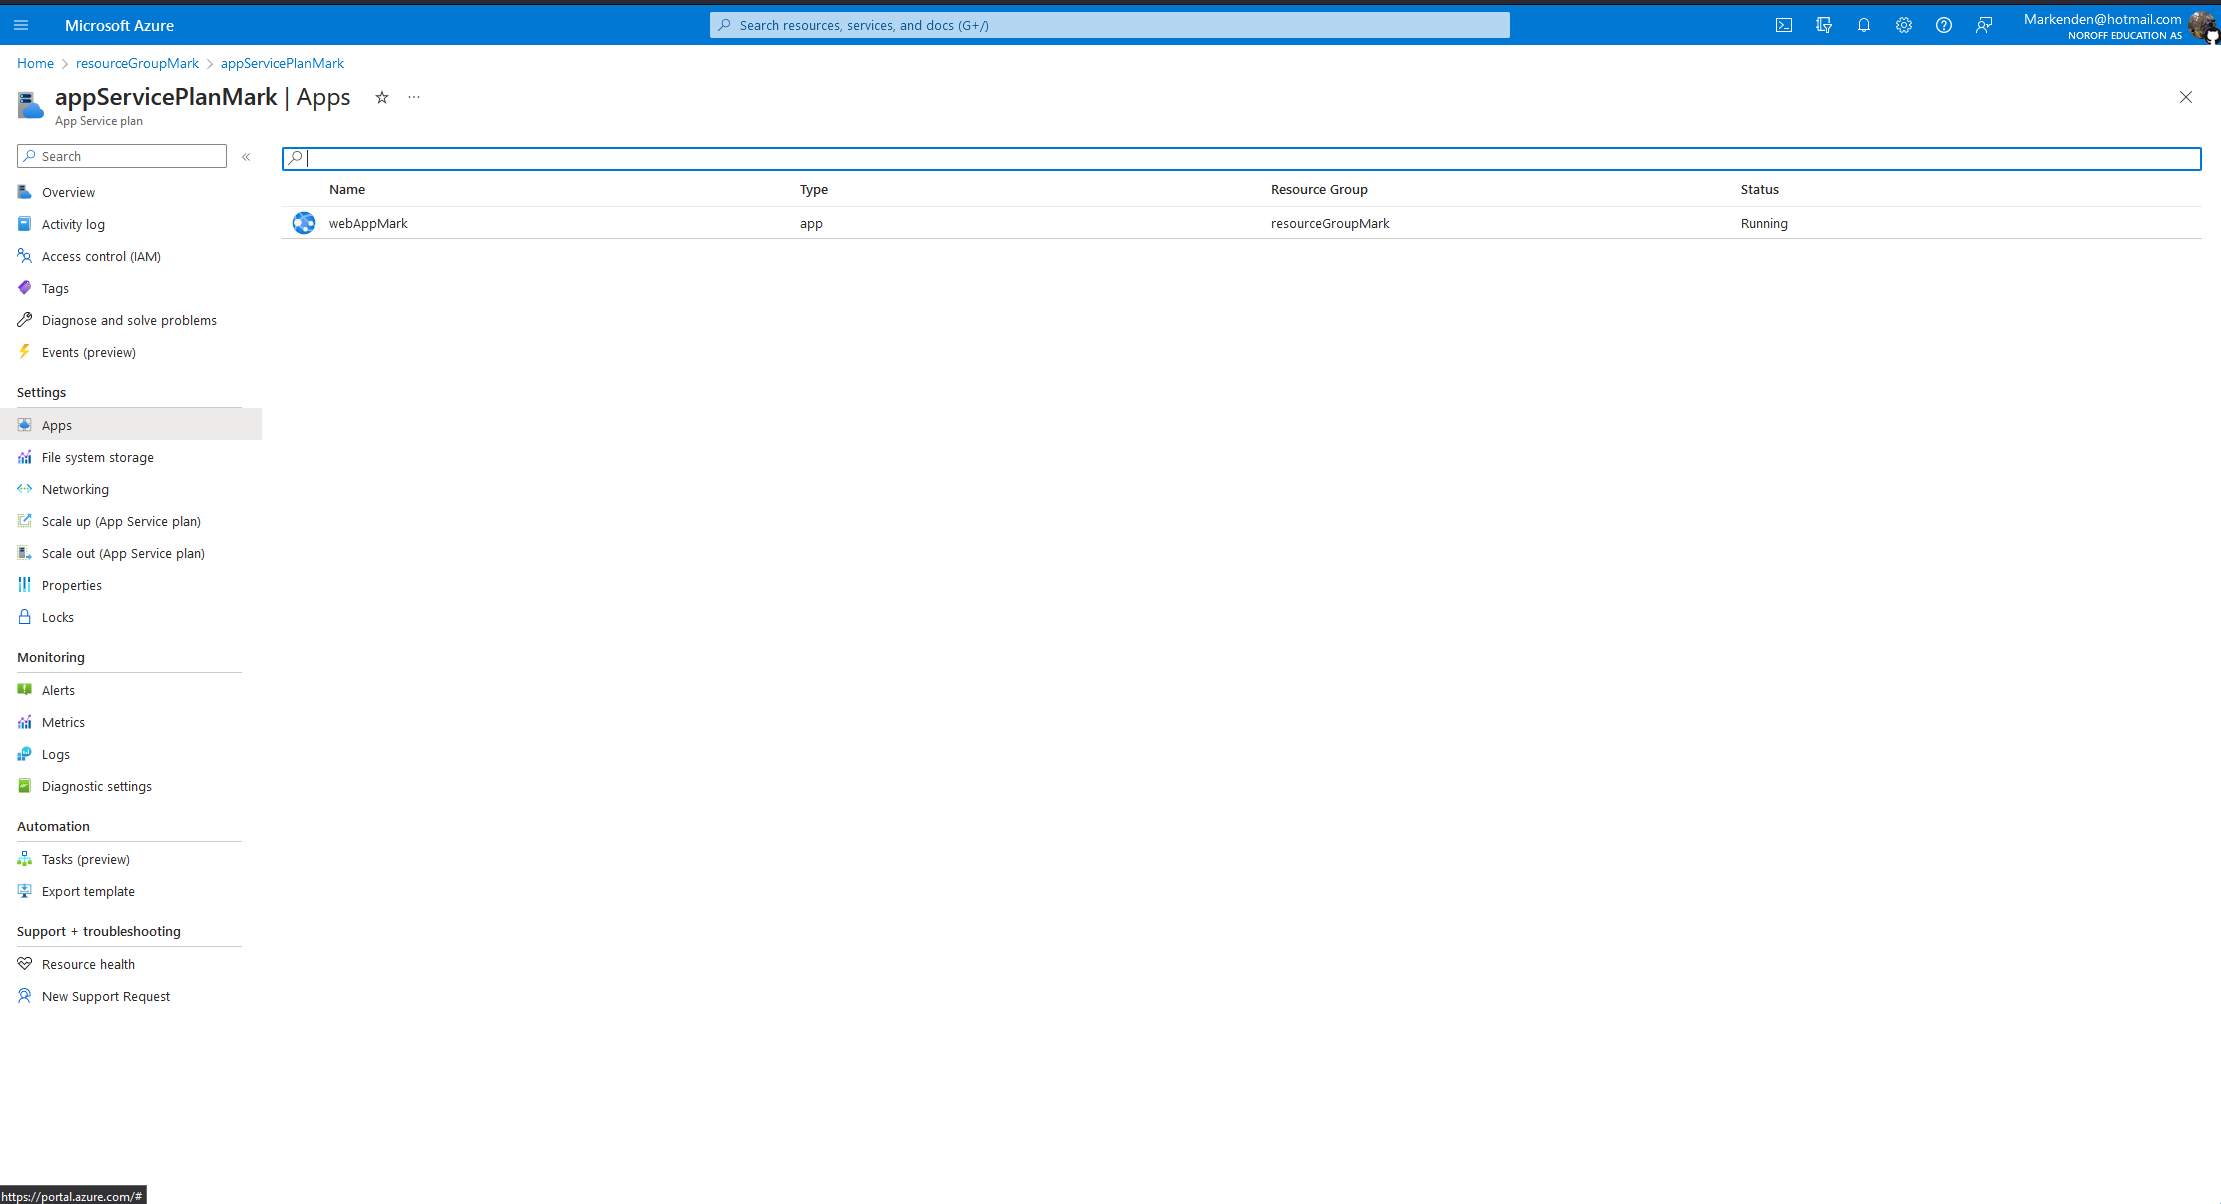 Microsoft Azure
Search resources, services, and docs (G+/)
Markenden@hotmail.com
NOROFF EDUCATION AS
Home > resourceGroupMark > appServicePlanMark
appServicePlanMark | Apps
App Service plan
Search
Overview
Activity log
Access control (IAM)
Tags
Diagnose and solve problems
Events (preview)
Settings
Apps
File system storage
Networking
Scale up (App Service plan)
Scale out (App Service plan)
Properties
Locks
Monitoring
Alerts
Metrics
Logs
Diagnostic settings
Automation
Tasks (preview)
Export template
Support + troubleshooting
Resource health
New Support Request
Name Type Resource Group Status
webAppMark app resourceGroupMark Running
https://portal.azure.com/#